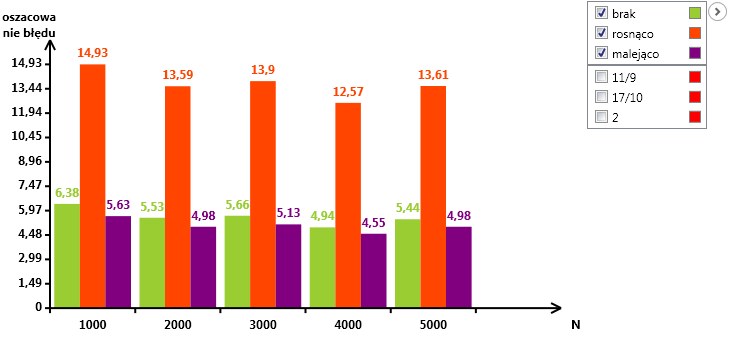 oszacowa
nie błędu
14,93
13,44
11,94
10,45
8,96
7,47
5,97
4,48
2,99
1,49
0
6,38 14,93 5,63
5,53 13,59 4,98
5,66 13,9 5,13
4,94 12,57 4,55
5,44 13,61 4,98
1000 2000 3000 4000 5000 N
brak
rosnąco
malejąco
11/9
17/10
2